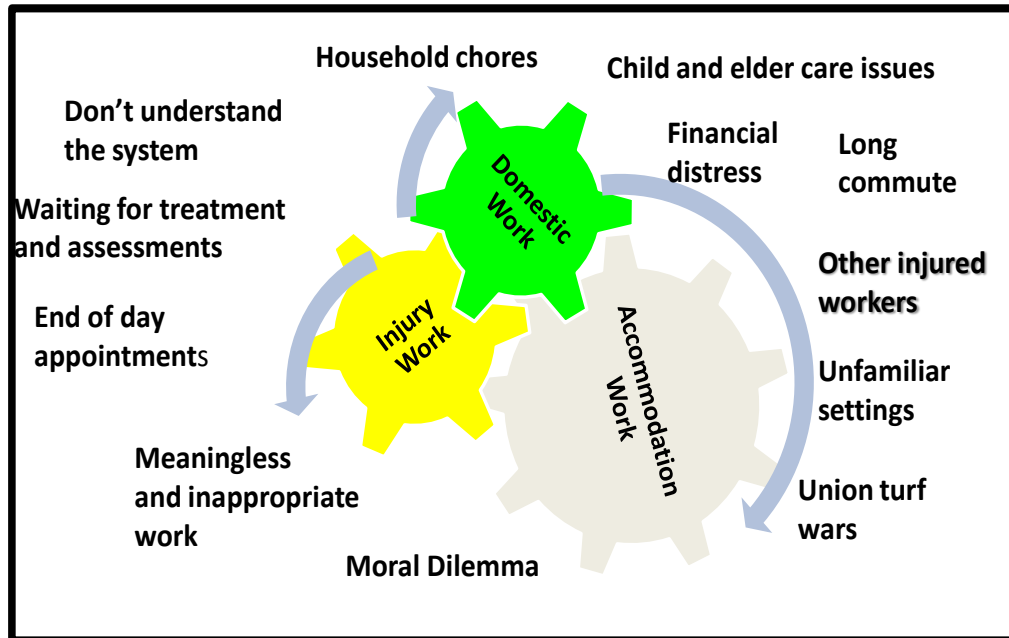 Household chores
Child and elder care issues
Don’t understand
the system
Financial
distress
Long
commute
Domestic
Work
Waiting for treatment
and assessments
Other injured
workers
End of day
appointments
Injury
Work
Accommodation
Work
Unfamiliar
settings
Meaningless
and inappropriate
work
Union turf
wars
Moral Dilemma